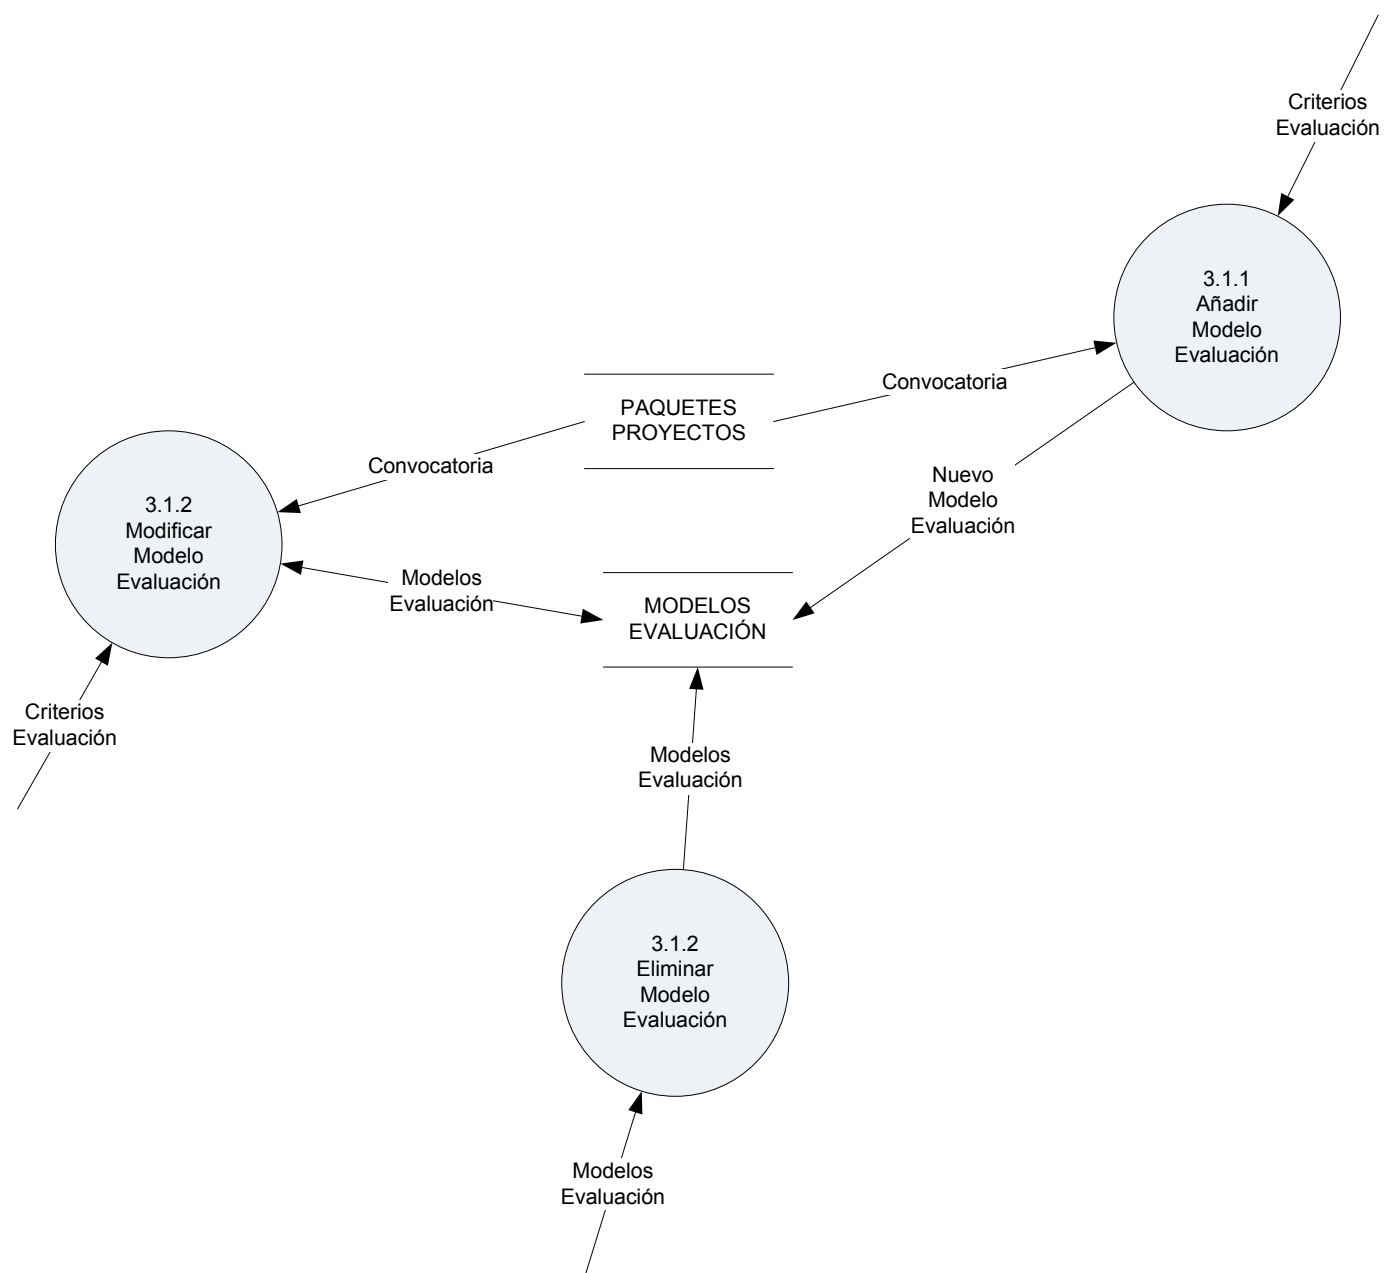 Criterios
Evaluación
3.1.1
Añadir
Modelo
Evaluación
Convocatoria
PAQUETES
PROYECTOS
Convocatoria
Nuevo
Modelo
Evaluación
3.1.2
Modificar
Modelo
Evaluación
Modelos
Evaluación
MODELOS
EVALUACIÓN
Criterios
Evaluación
Modelos
Evaluación
3.1.2
Eliminar
Modelo
Evaluación
Modelos
Evaluación